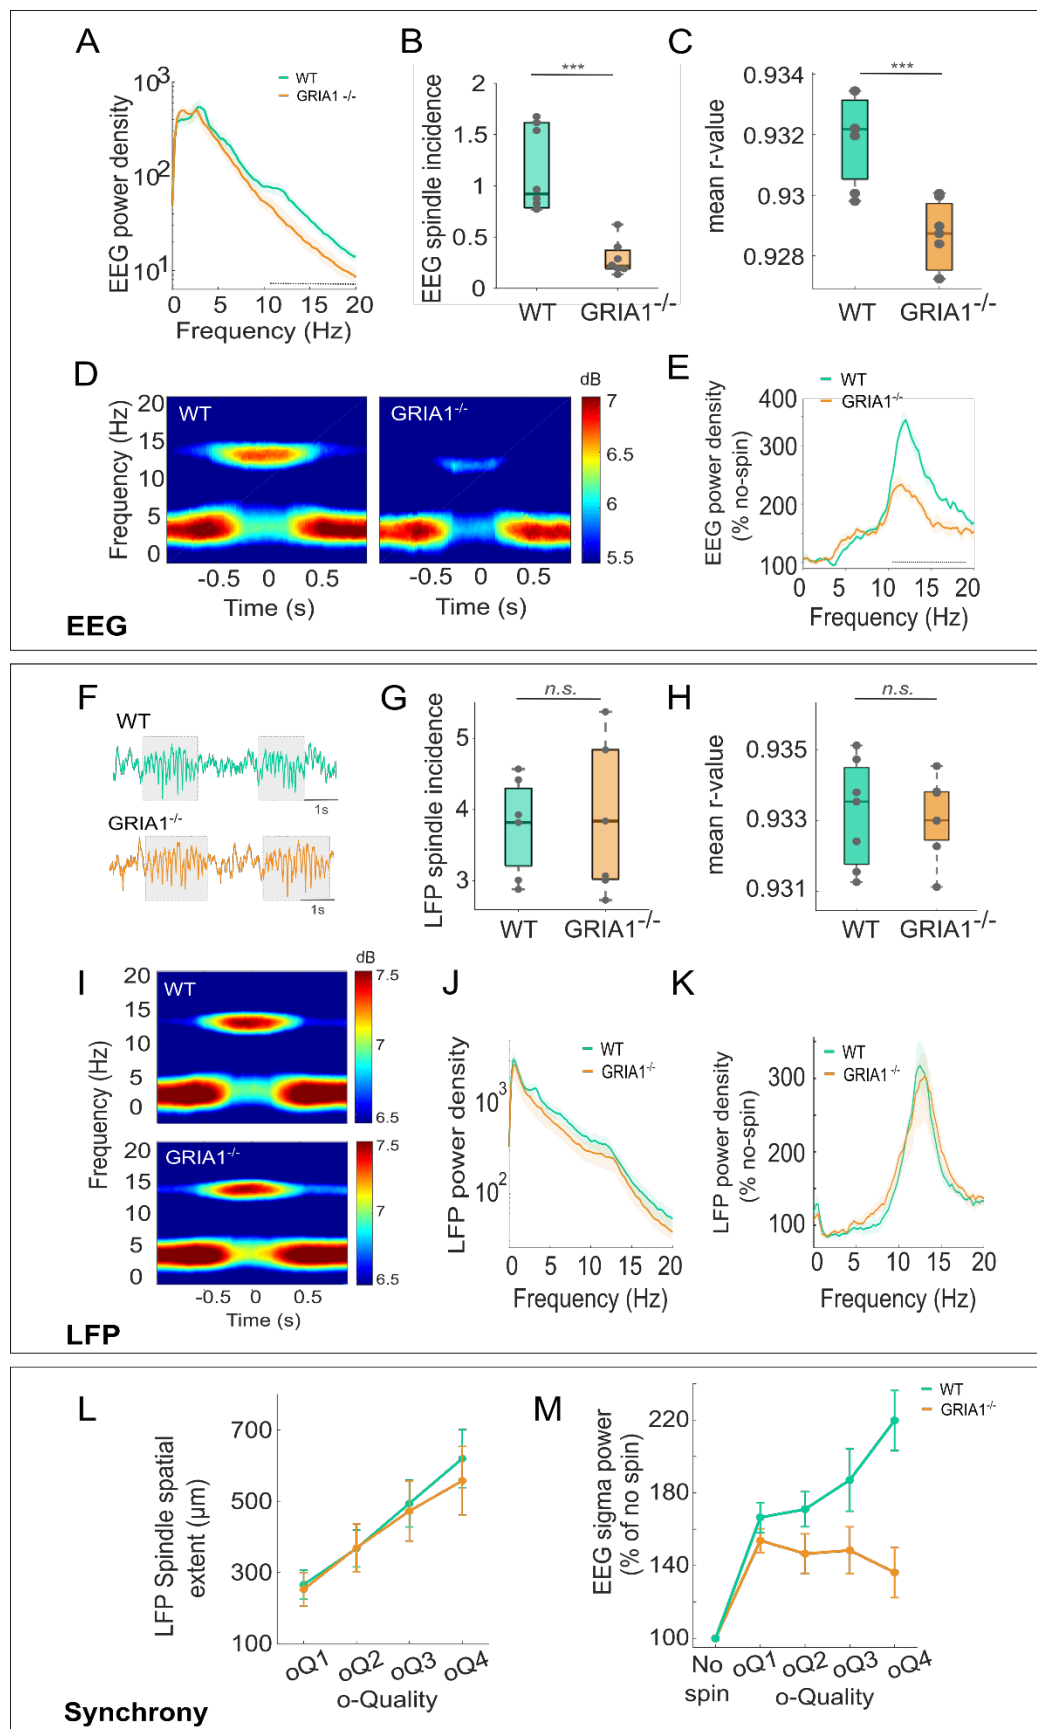 A
10³
10²
10¹
EEG power density
WT
GRIA1 -/-
0
5
10
15
20
Frequency (Hz)
B
***
EEG spindle incidence
2
1.5
1
0.5
0
WT
GRIA1⁻/⁻
C
***
mean r-value
0.934
0.932
0.93
0.928
WT
GRIA1⁻/⁻
D
Frequency (Hz)
20
15
10
5
0
WT
GRIA1⁻/⁻
dB
7
6.5
6
5.5
-0.5 0 0.5
-0.5 0 0.5
Time (s)
Time (s)
E
WT
GRIA1⁻/⁻
EEG power density
(% no-spin)
400
300
200
100
0
5
10
15
20
Frequency (Hz)
EEG
F
WT
1s
GRIA1⁻/⁻
1s
G
n.s.
LFP spindle incidence
5
4
3
WT
GRIA1⁻/⁻
H
n.s.
mean r-value
0.935
0.933
0.931
WT
GRIA1⁻/⁻
I
Frequency (Hz)
20
15
10
5
0
WT
dB
7.5
7
6.5
20
15
10
5
0
GRIA1⁻/⁻
7.5
7
6.5
-0.5 0 0.5
Time (s)
J
WT
GRIA1⁻/⁻
LFP power density
10³
10²
0 5 10 15 20
Frequency (Hz)
K
WT
GRIA1⁻/⁻
LFP power density
(% no-spin)
300
200
100
0 5 10 15 20
Frequency (Hz)
LFP
L
LFP Spindle spatial
extent (µm)
700
500
300
100
oQ1 oQ2 oQ3 oQ4
o-Quality
M
WT
GRIA1⁻/⁻
EEG sigma power
(% of no spin)
220
180
140
100
No
spin
oQ1 oQ2 oQ3 oQ4
o-Quality
Synchrony